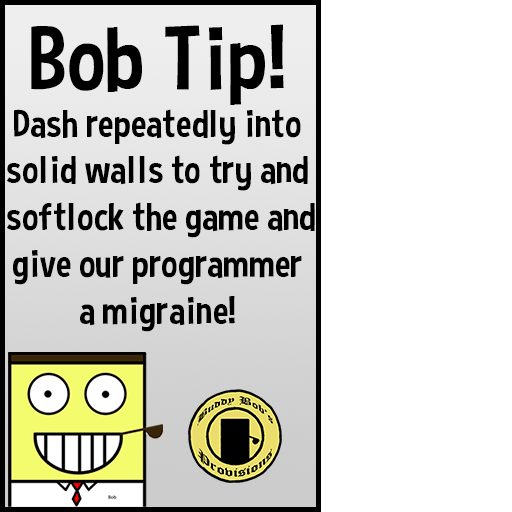 Bob Tip!
Dash repeatedly into
solid walls to try and
softlock the game and
give our programmer
a migraine!
Bob
Buddy Bob's
Provisions